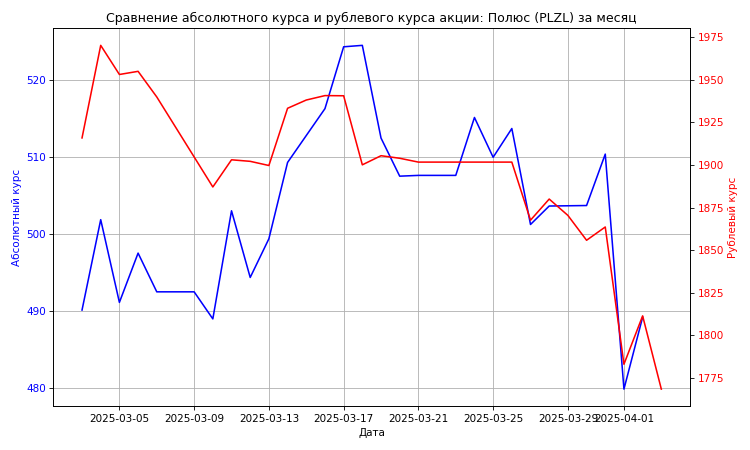 Сравнение абсолютного курса и рублевого курса акции: Полюс (PLZL) за месяц
Абсолютный курс
520
510
500
490
480
1975
1950
1925
1900
1875
1850
1825
1800
1775
Рублевый курс
2025-03-05 2025-03-09 2025-03-13 2025-03-17 2025-03-21 2025-03-25 2025-03-29 2025-04-01
Дата